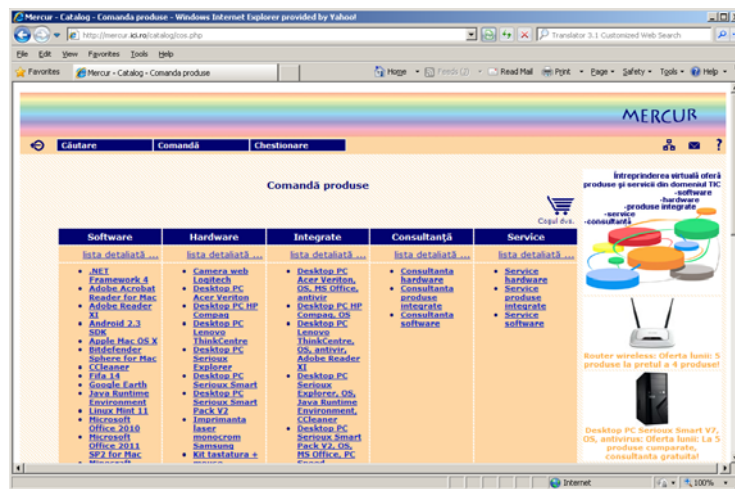 Mercur - Catalog - Comanda produse - Windows Internet Explorer provided by Yahoo!
http://mercur.ici.ro/catalog/cos.php
Translator 3.1 Customized Web Search
File Edit View Favorites Tools Help
Favorites Mercur - Catalog - Comanda produse Home Feeds (2) Read Mail Print Page Safety Tools Help
MERCUR
Căutare Comandă Chestionare ?
Comandă produse
Coşul dvs.
Software Hardware Integrate Consultanţă Service
lista detaliată ... lista detaliată ... lista detaliată ... lista detaliată ... lista detaliată ...
.NET
Framework 4
Adobe Acrobat
Reader for Mac
Adobe Reader
XI
Android 2.3
SDK
Apple Mac OS X
Bitdefender
Sphere for Mac
CCleaner
Fifa 14
Google Earth
Java Runtime
Environment
Linux Mint 11
Microsoft
Office 2010
Microsoft
Office 2011
SP2 for Mac
Minecraft
Camera web
Logitech
Desktop PC
Acer Veriton
Desktop PC HP
Compaq
Desktop PC
Lenovo
ThinkCentre
Desktop PC
Serioux
Explorer
Desktop PC
Serioux Smart
Desktop PC
Serioux Smart
Pack V2
Imprimanta
laser
monocrom
Samsung
Kit tastatura +
mouse
Desktop PC
Acer Veriton,
OS, MS Office,
antivir
Desktop PC HP
Compaq, OS
Desktop PC
Lenovo
ThinkCentre,
OS, antivir,
Adobe Reader
XI
Desktop PC
Serioux
Explorer, OS,
Java Runtime
Environment,
CCleaner
Desktop PC
Serioux Smart
Pack V2, OS,
MS Office, PC
Speed
Consultanta
hardware
Consultanta
produse
integrate
Consultanta
software
Service
hardware
Service
produse
integrate
Service
software
Întreprinderea virtuală oferă
produse şi servicii din domeniul TIC
-software
-hardware
-produse integrate
-service
-consultanţă
Router wireless: Oferta lunii: 5
produse la pretul a 4 produse!
Desktop PC Serioux Smart V7,
OS, antivirus: Oferta lunii: La 5
produse cumparate,
consultanta gratuita!
Internet 100%